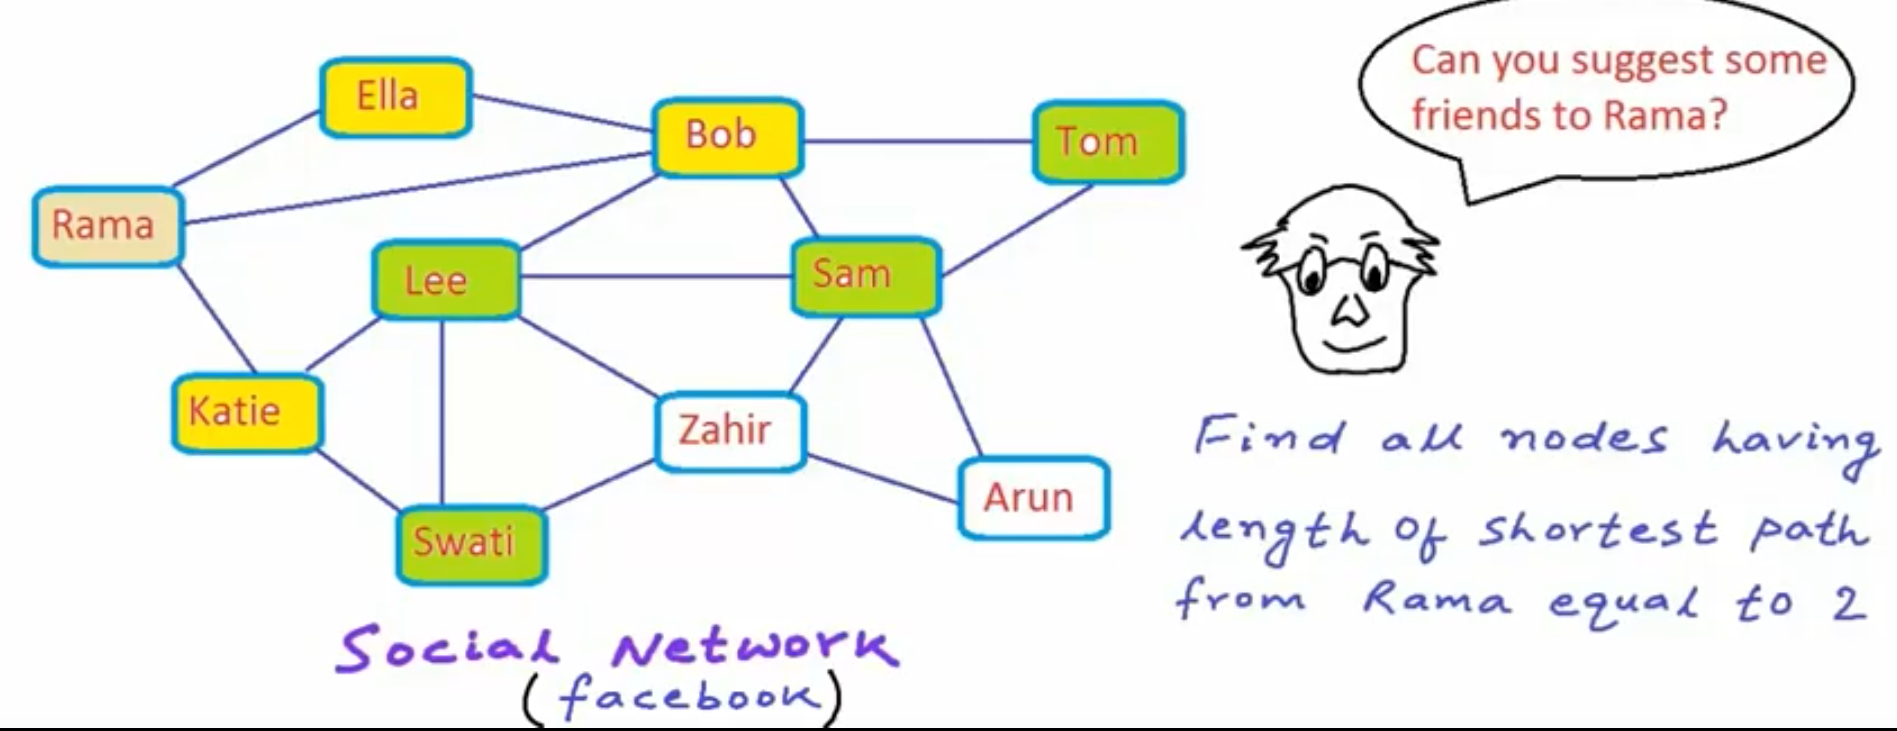 Can you suggest some
friends to Rama?
Ella
Bob
Tom
Rama
Lee
Sam
Katie
Zahir
Arun
Swati
Find all nodes having
length of shortest path
from Rama equal to 2
Social Network
(facebook)